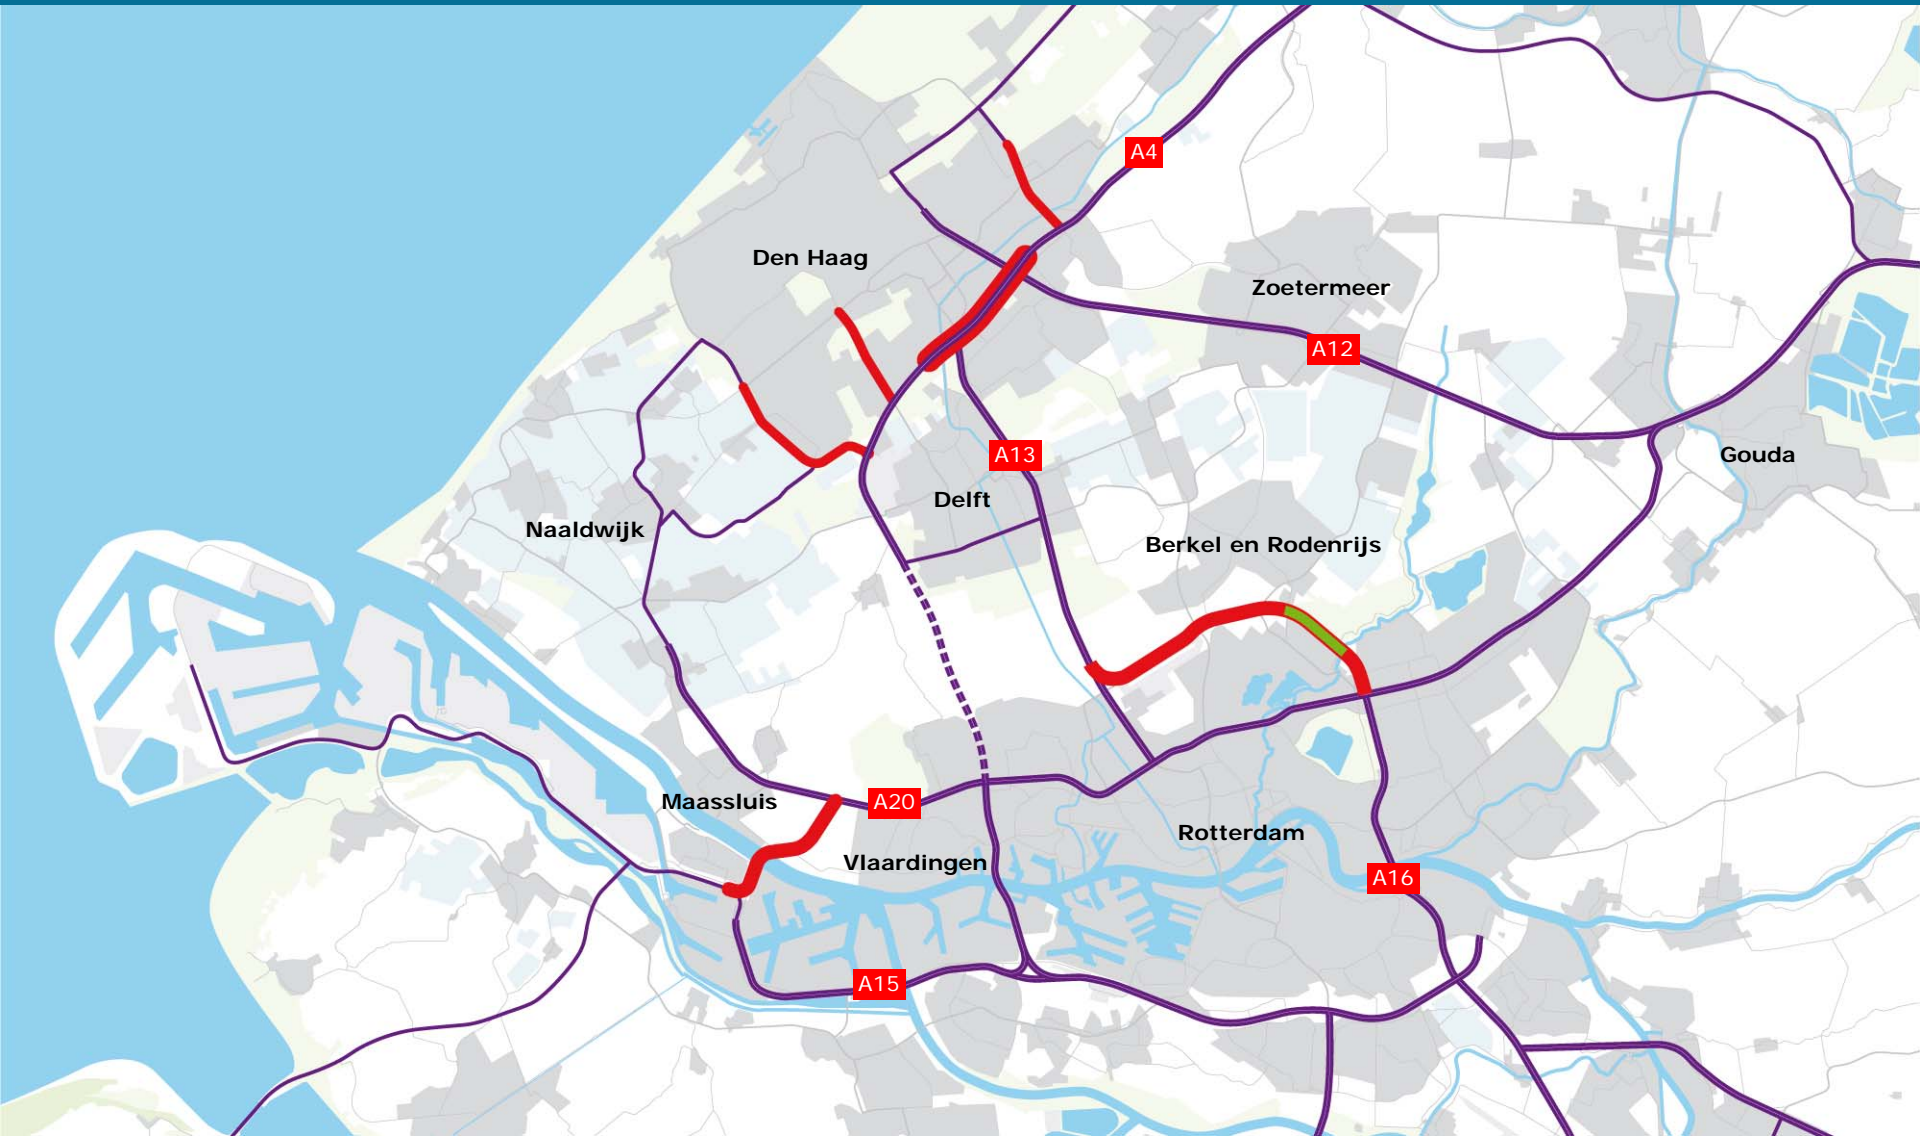 A4
Den Haag
Zoetermeer
A12
A13
Gouda
Delft
Naaldwijk
Berkel en Rodenrijs
Maassluis
A20
Rotterdam
Vlaardingen
A16
A15